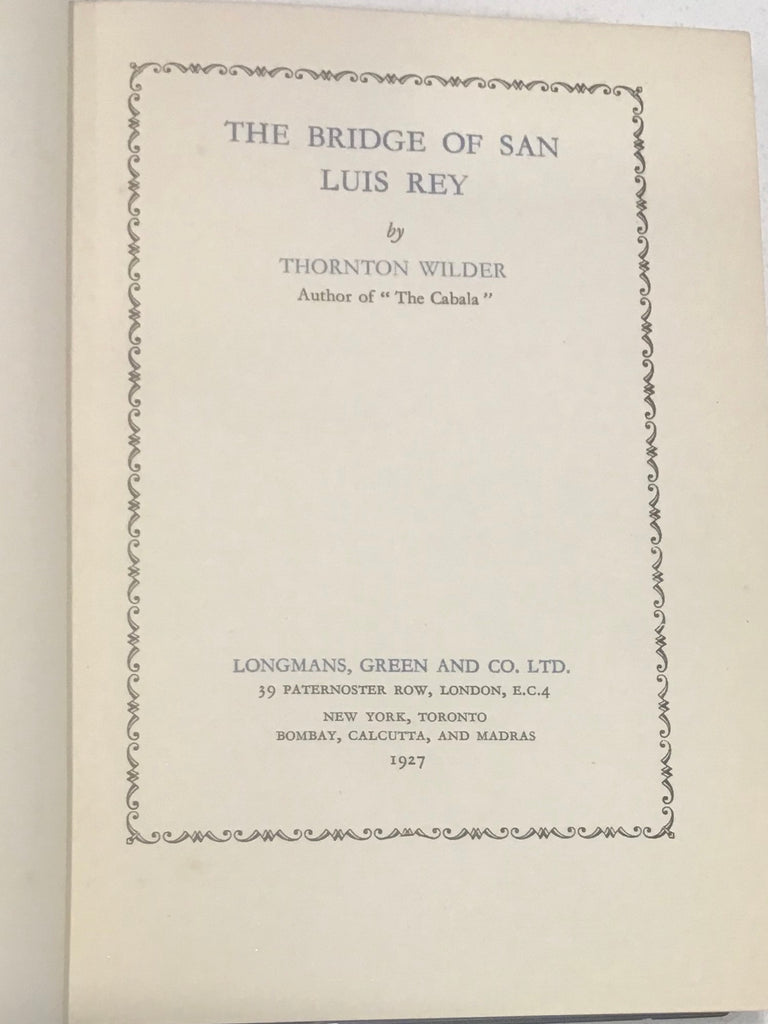 THE BRIDGE OF SAN
LUIS REY
by
THORNTON WILDER
Author of “ The Cabala ”
LONGMANS, GREEN AND CO. LTD.
39 PATERNOSTER ROW, LONDON, E.C.4
NEW YORK, TORONTO
BOMBAY, CALCUTTA, AND MADRAS
1927